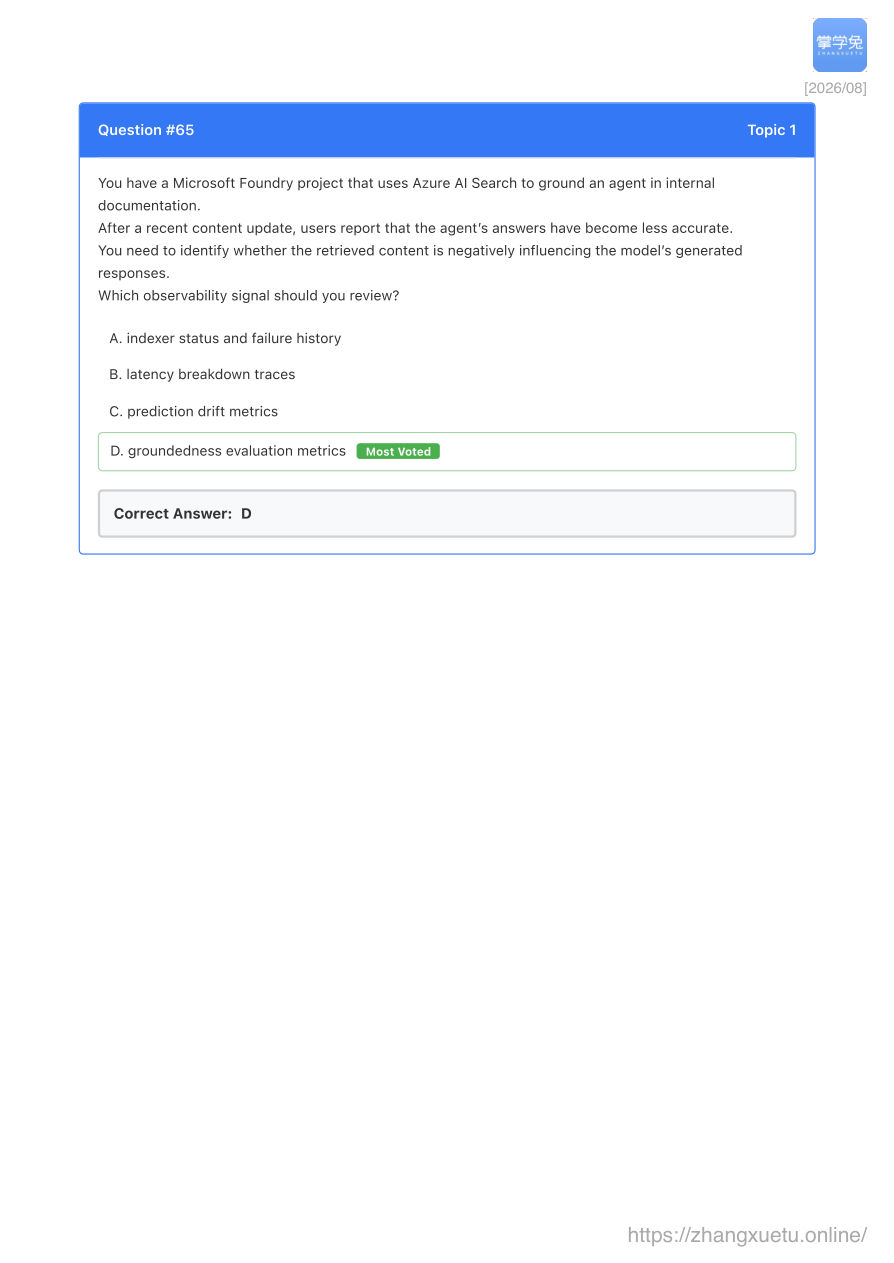 掌学兔
ZHANGXUETU
[2026/08]
Question #65
Topic 1
You have a Microsoft Foundry project that uses Azure AI Search to ground an agent in internal
documentation.
After a recent content update, users report that the agent’s answers have become less accurate.
You need to identify whether the retrieved content is negatively influencing the model’s generated
responses.
Which observability signal should you review?
A. indexer status and failure history
B. latency breakdown traces
C. prediction drift metrics
D. groundedness evaluation metrics Most Voted
Correct Answer: D
https://zhangxuetu.online/